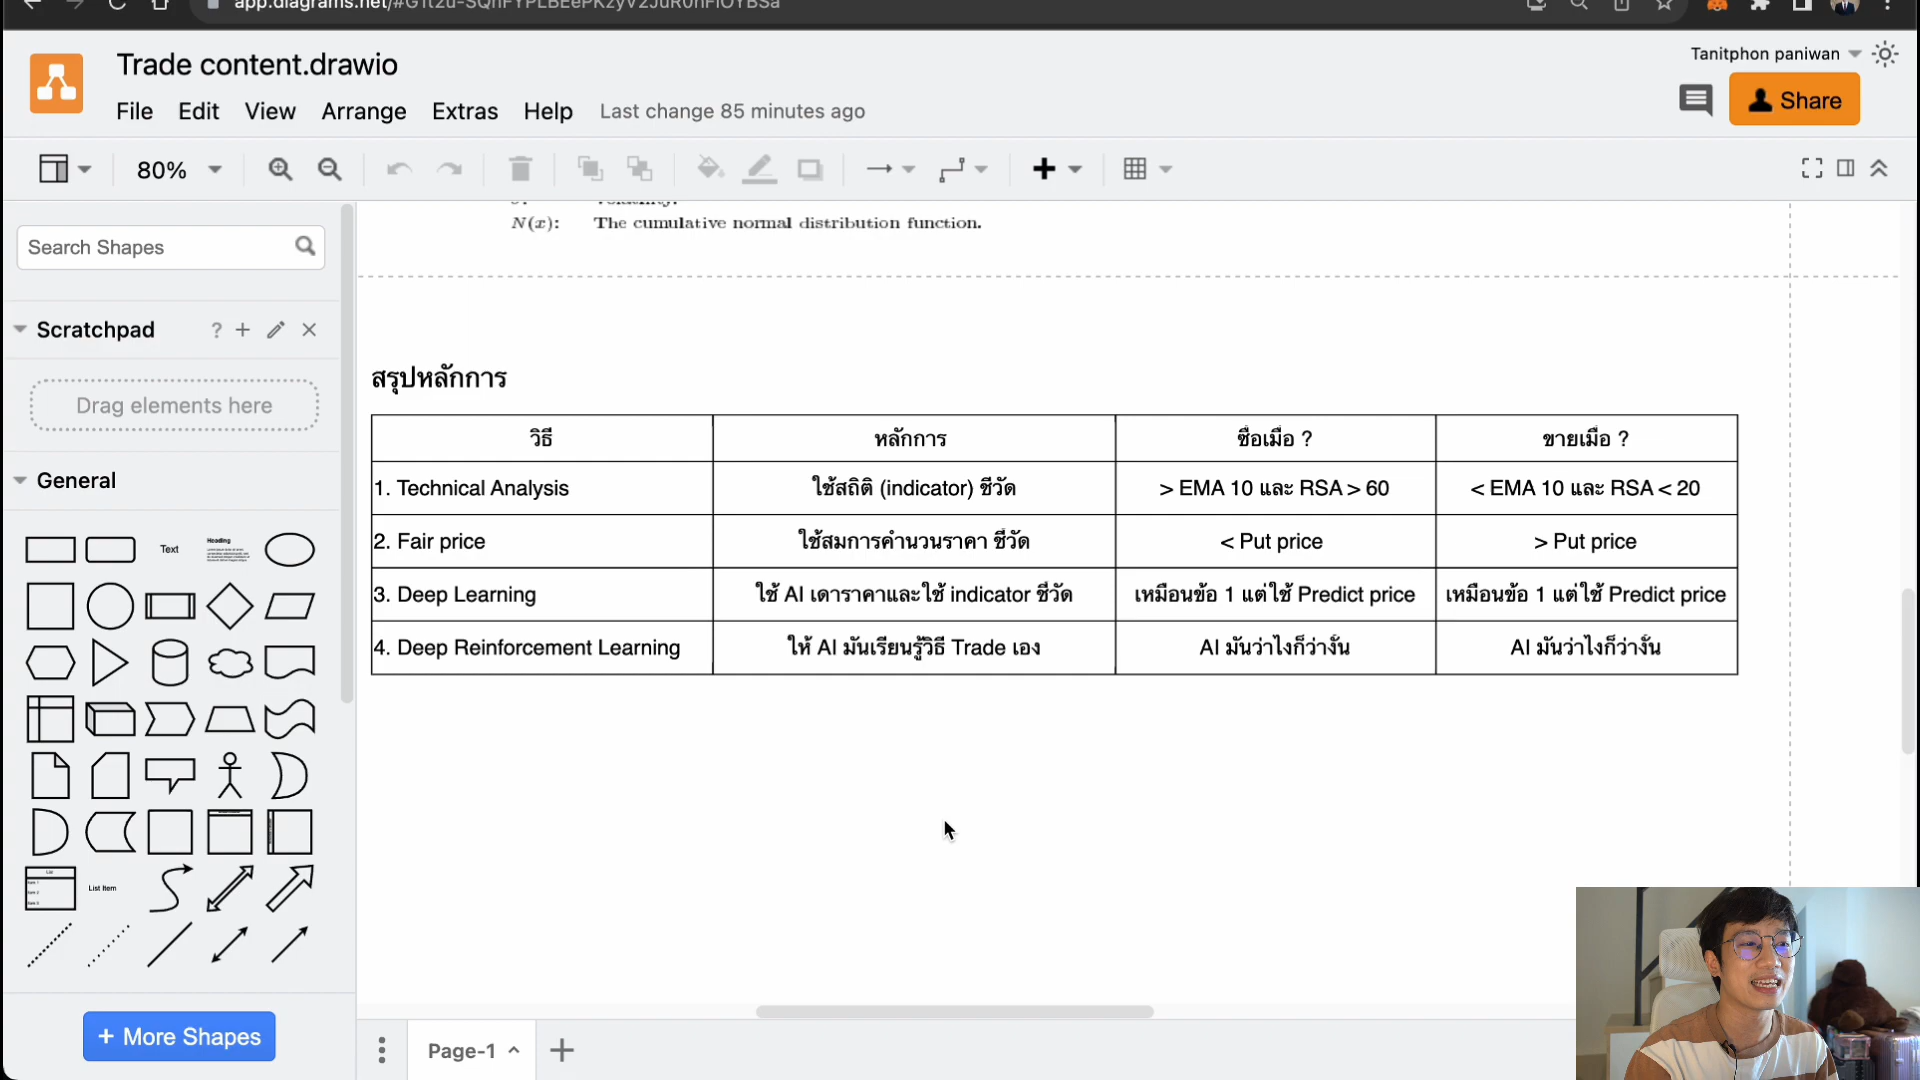 app.diagrams.net/#G1t2u-SQnFYPLBEePKzyV2JuR0nFlOYBSa
Trade content.drawio
Tanitphon paniwan
File Edit View Arrange Extras Help Last change 85 minutes ago
Share
80%
Search Shapes
N(x): The cumulative normal distribution function.
Scratchpad ?
Drag elements here
General
Text
Heading
List
List Item
สรุปหลักการ
วิธี หลักการ ซื้อเมื่อ ? ขายเมื่อ ?
1. Technical Analysis ใช้สถิติ (indicator) ชี้วัด > EMA 10 และ RSA > 60 < EMA 10 และ RSA < 20
2. Fair price ใช้สมการคำนวนราคา ชี้วัด < Put price > Put price
3. Deep Learning ใช้ AI เดาราคาและใช้ indicator ชี้วัด เหมือนข้อ 1 แต่ใช้ Predict price เหมือนข้อ 1 แต่ใช้ Predict price
4. Deep Reinforcement Learning ให้ AI มันเรียนรู้วิธี Trade เอง AI มันว่าไงก็ว่างั้น AI มันว่าไงก็ว่างั้น
+ More Shapes
Page-1